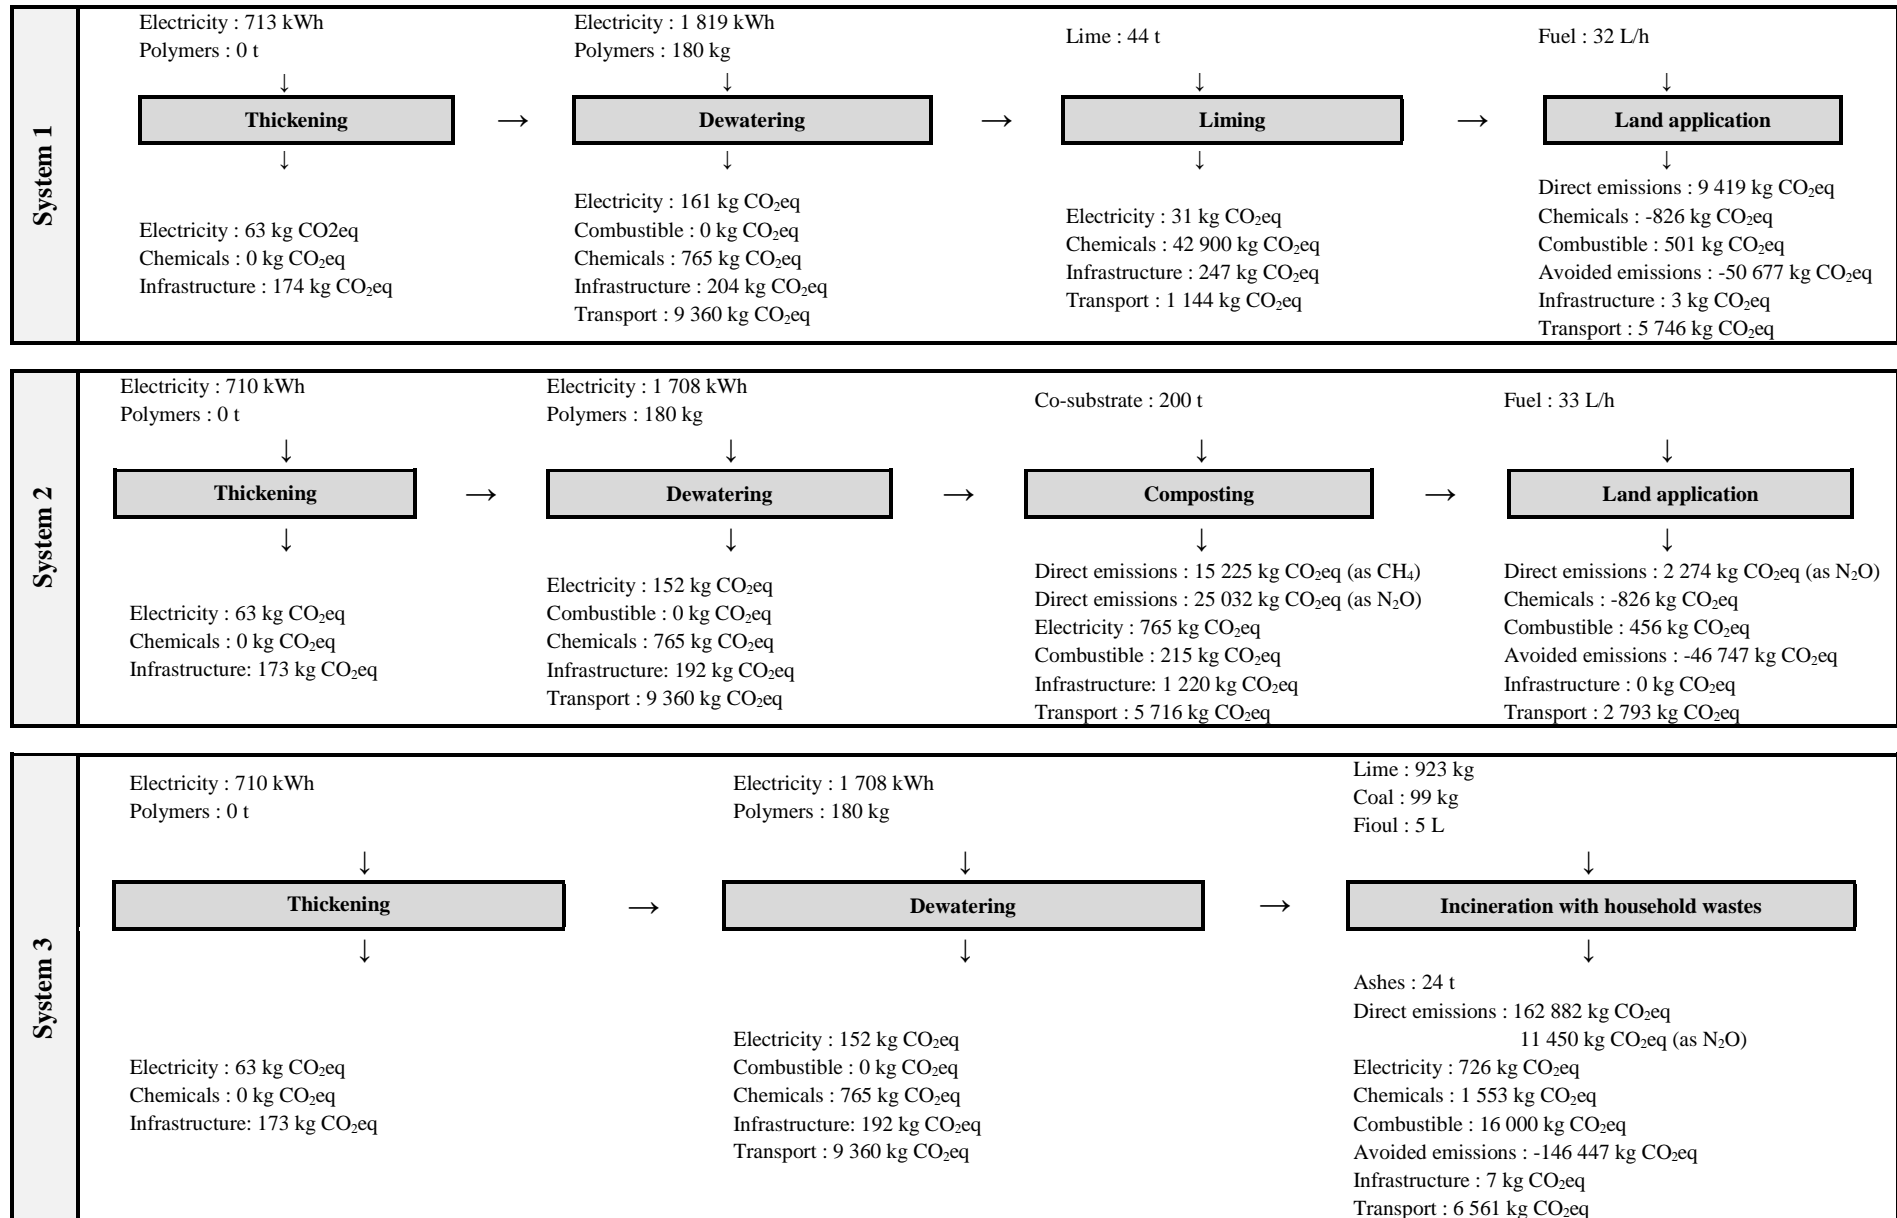 System 1
Electricity : 713 kWh
Polymers : 0 t
↓
Thickening
↓
Electricity : 63 kg CO2eq
Chemicals : 0 kg CO₂eq
Infrastructure : 174 kg CO₂eq
→
Electricity : 1 819 kWh
Polymers : 180 kg
↓
Dewatering
↓
Electricity : 161 kg CO₂eq
Combustible : 0 kg CO₂eq
Chemicals : 765 kg CO₂eq
Infrastructure : 204 kg CO₂eq
Transport : 9 360 kg CO₂eq
→
Lime : 44 t
↓
Liming
↓
Electricity : 31 kg CO₂eq
Chemicals : 42 900 kg CO₂eq
Infrastructure : 247 kg CO₂eq
Transport : 1 144 kg CO₂eq
→
Fuel : 32 L/h
↓
Land application
↓
Direct emissions : 9 419 kg CO₂eq
Chemicals : -826 kg CO₂eq
Combustible : 501 kg CO₂eq
Avoided emissions : -50 677 kg CO₂eq
Infrastructure : 3 kg CO₂eq
Transport : 5 746 kg CO₂eq
System 2
Electricity : 710 kWh
Polymers : 0 t
↓
Thickening
↓
Electricity : 63 kg CO₂eq
Chemicals : 0 kg CO₂eq
Infrastructure: 173 kg CO₂eq
→
Electricity : 1 708 kWh
Polymers : 180 kg
↓
Dewatering
↓
Electricity : 152 kg CO₂eq
Combustible : 0 kg CO₂eq
Chemicals : 765 kg CO₂eq
Infrastructure: 192 kg CO₂eq
Transport : 9 360 kg CO₂eq
→
Co-substrate : 200 t
↓
Composting
↓
Direct emissions : 15 225 kg CO₂eq (as CH₄)
Direct emissions : 25 032 kg CO₂eq (as N₂O)
Electricity : 765 kg CO₂eq
Combustible : 215 kg CO₂eq
Infrastructure: 1 220 kg CO₂eq
Transport : 5 716 kg CO₂eq
→
Fuel : 33 L/h
↓
Land application
↓
Direct emissions : 2 274 kg CO₂eq (as N₂O)
Chemicals : -826 kg CO₂eq
Combustible : 456 kg CO₂eq
Avoided emissions : -46 747 kg CO₂eq
Infrastructure : 0 kg CO₂eq
Transport : 2 793 kg CO₂eq
System 3
Electricity : 710 kWh
Polymers : 0 t
↓
Thickening
↓
Electricity : 63 kg CO₂eq
Chemicals : 0 kg CO₂eq
Infrastructure: 173 kg CO₂eq
→
Electricity : 1 708 kWh
Polymers : 180 kg
↓
Dewatering
↓
Electricity : 152 kg CO₂eq
Combustible : 0 kg CO₂eq
Chemicals : 765 kg CO₂eq
Infrastructure: 192 kg CO₂eq
Transport : 9 360 kg CO₂eq
→
Lime : 923 kg
Coal : 99 kg
Fioul : 5 L
↓
Incineration with household wastes
↓
Ashes : 24 t
Direct emissions : 162 882 kg CO₂eq
11 450 kg CO₂eq (as N₂O)
Electricity : 726 kg CO₂eq
Chemicals : 1 553 kg CO₂eq
Combustible : 16 000 kg CO₂eq
Avoided emissions : -146 447 kg CO₂eq
Infrastructure : 7 kg CO₂eq
Transport : 6 561 kg CO₂eq